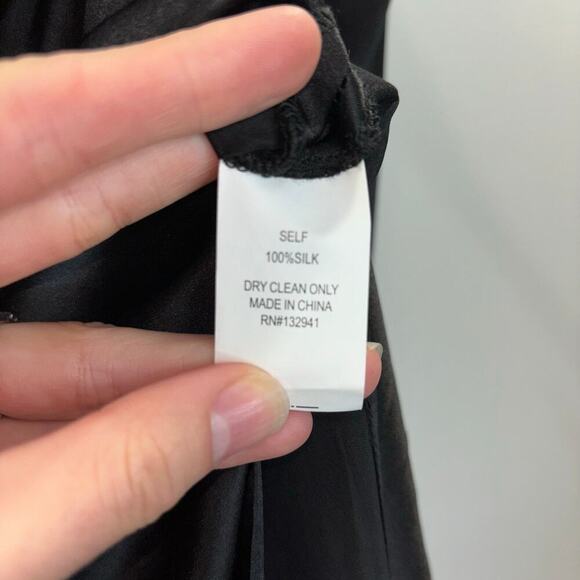 SELF
100%SILK
DRY CLEAN ONLY
MADE IN CHINA
RN#132941